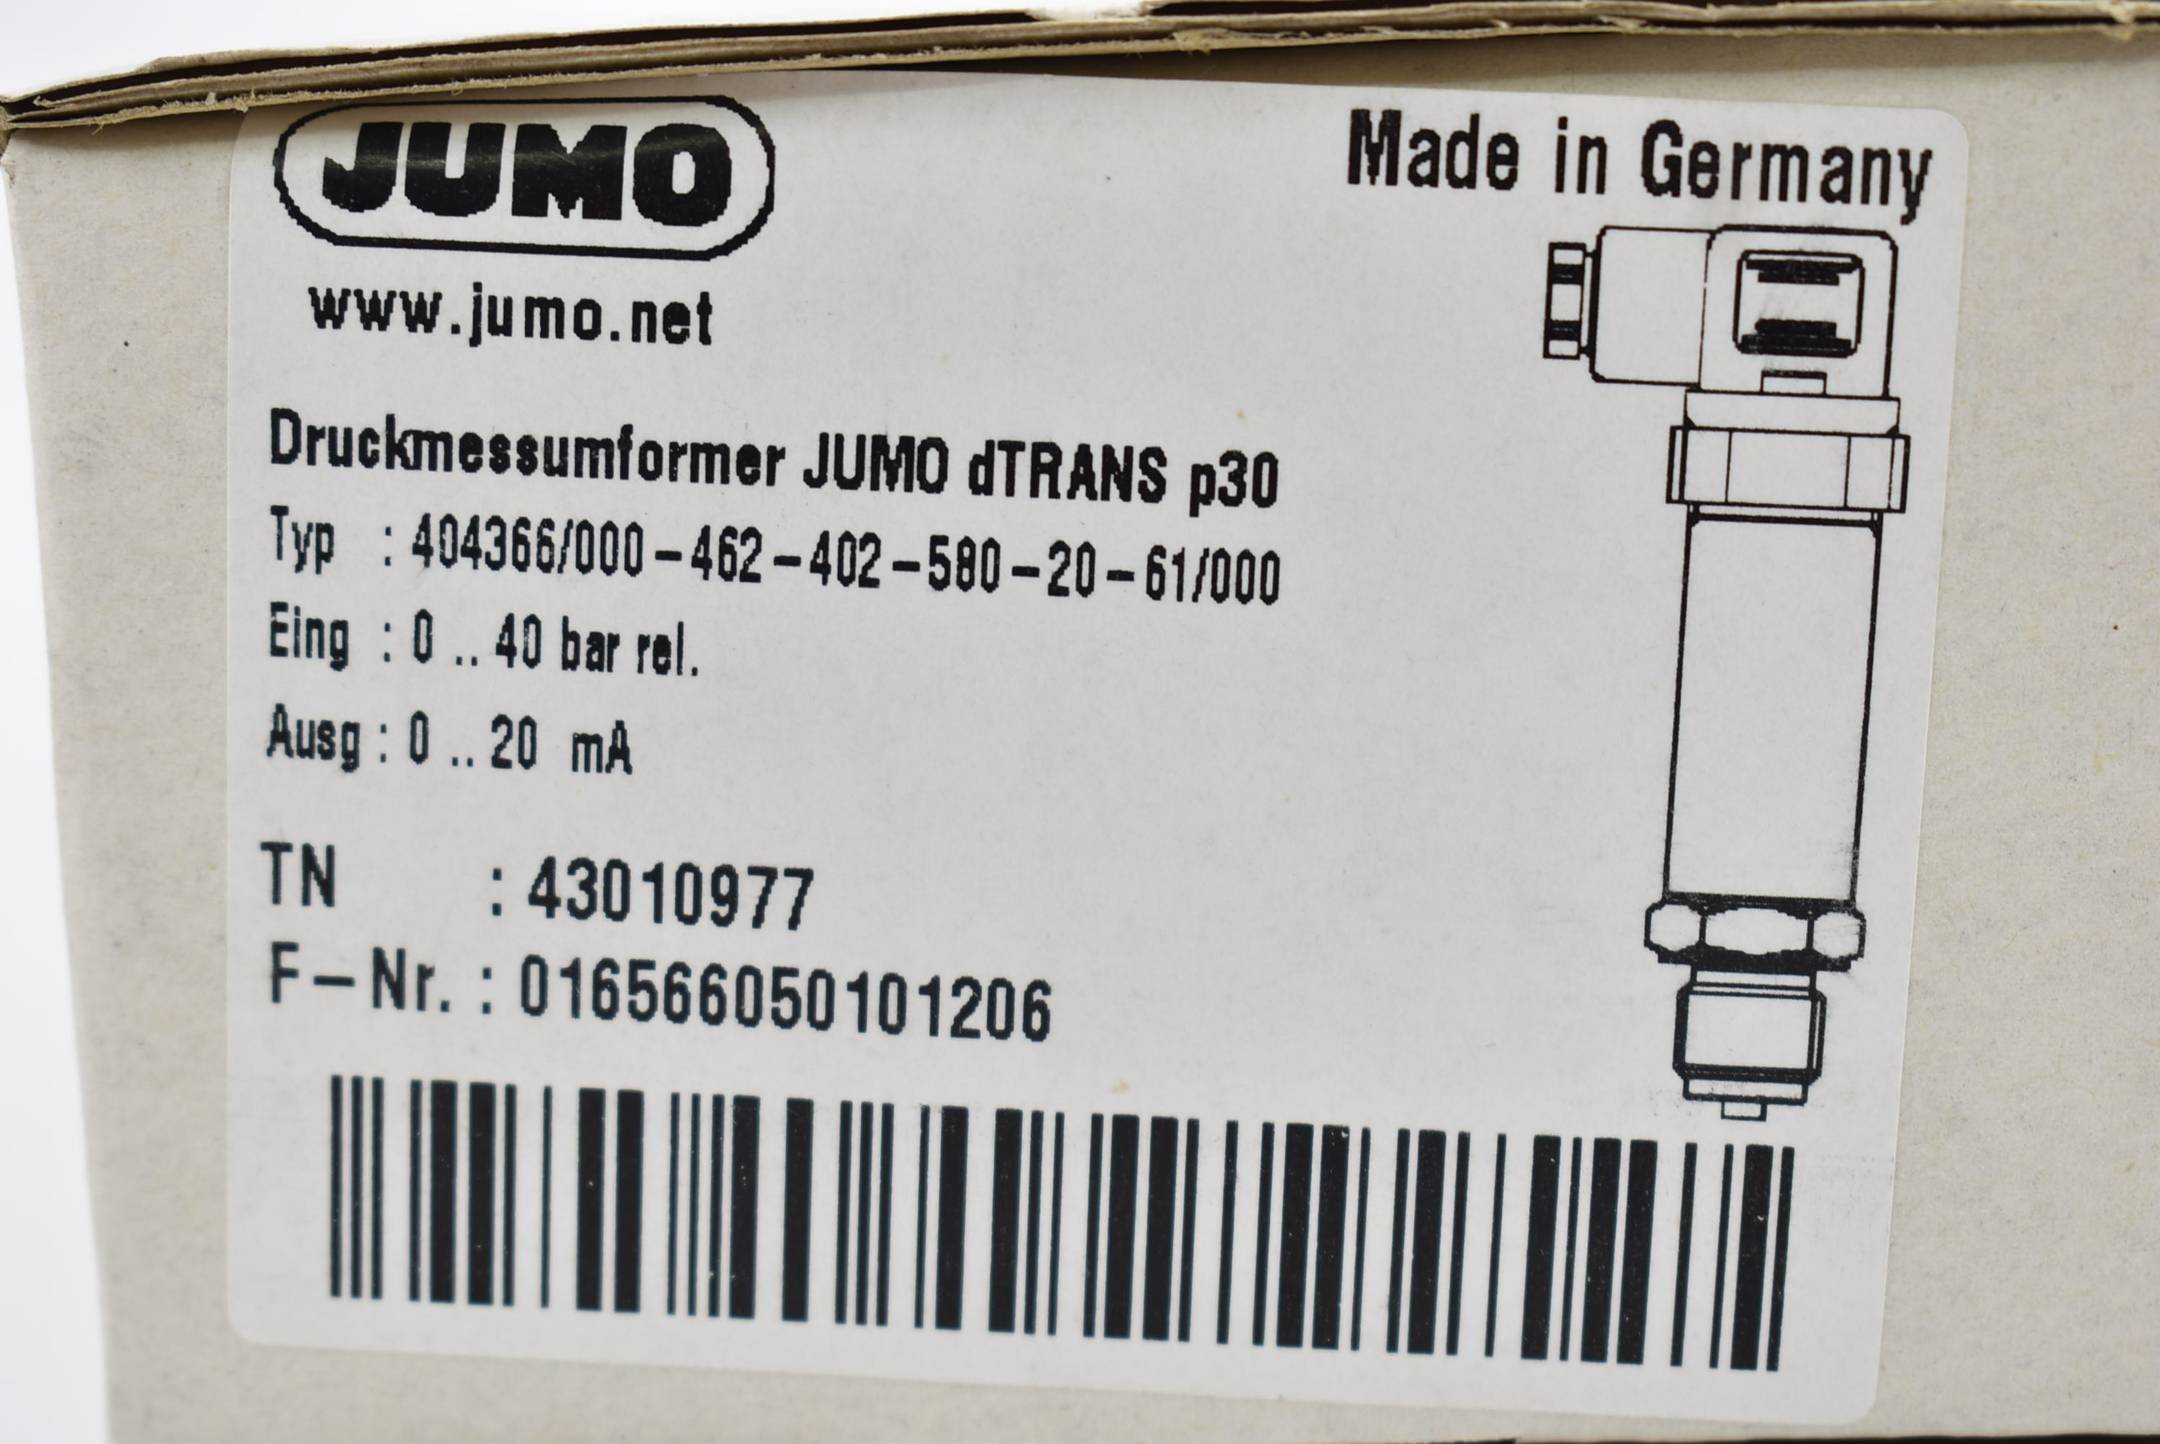 JUMO
Made in Germany
www.jumo.net
Druckmessumformer JUMO dTRANS p30
Typ : 404366/000-462-402-580-20-61/000
Eing : 0 .. 40 bar rel.
Ausg : 0 .. 20 mA
TN : 43010977
F-Nr. : 0165660501012​06